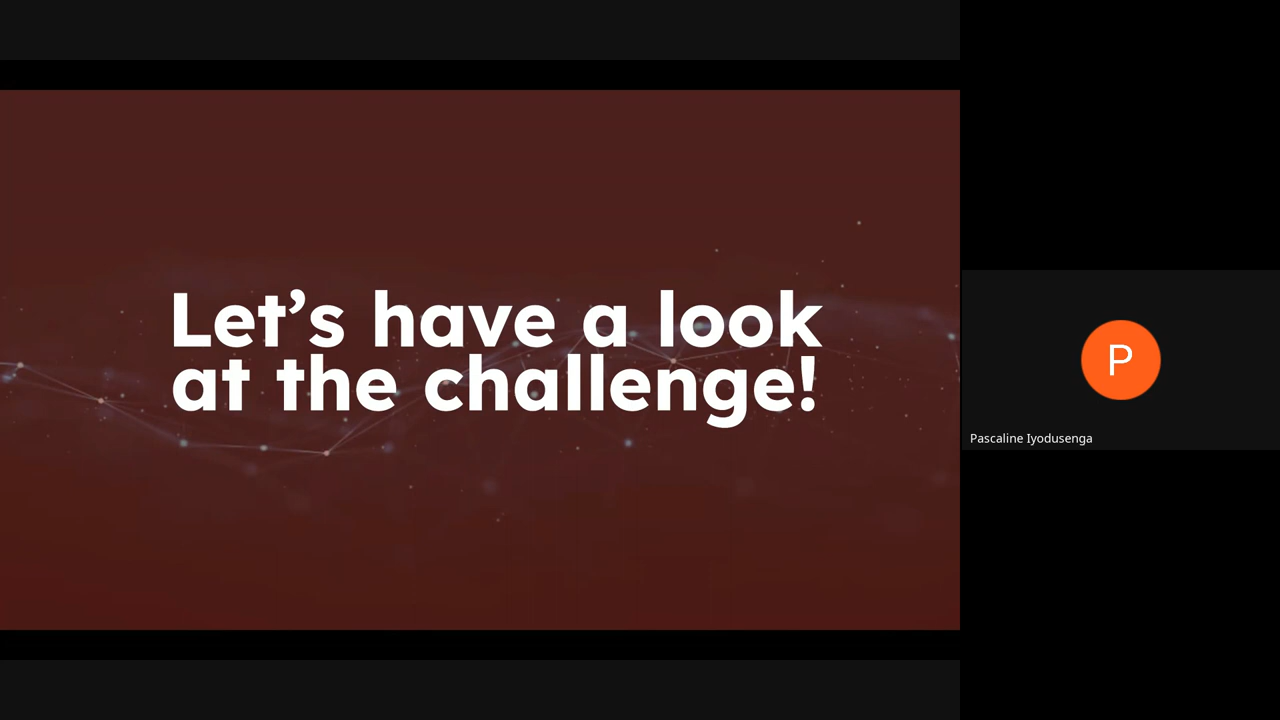 Let’s have a look
at the challenge!
P
Pascaline Iyodusenga